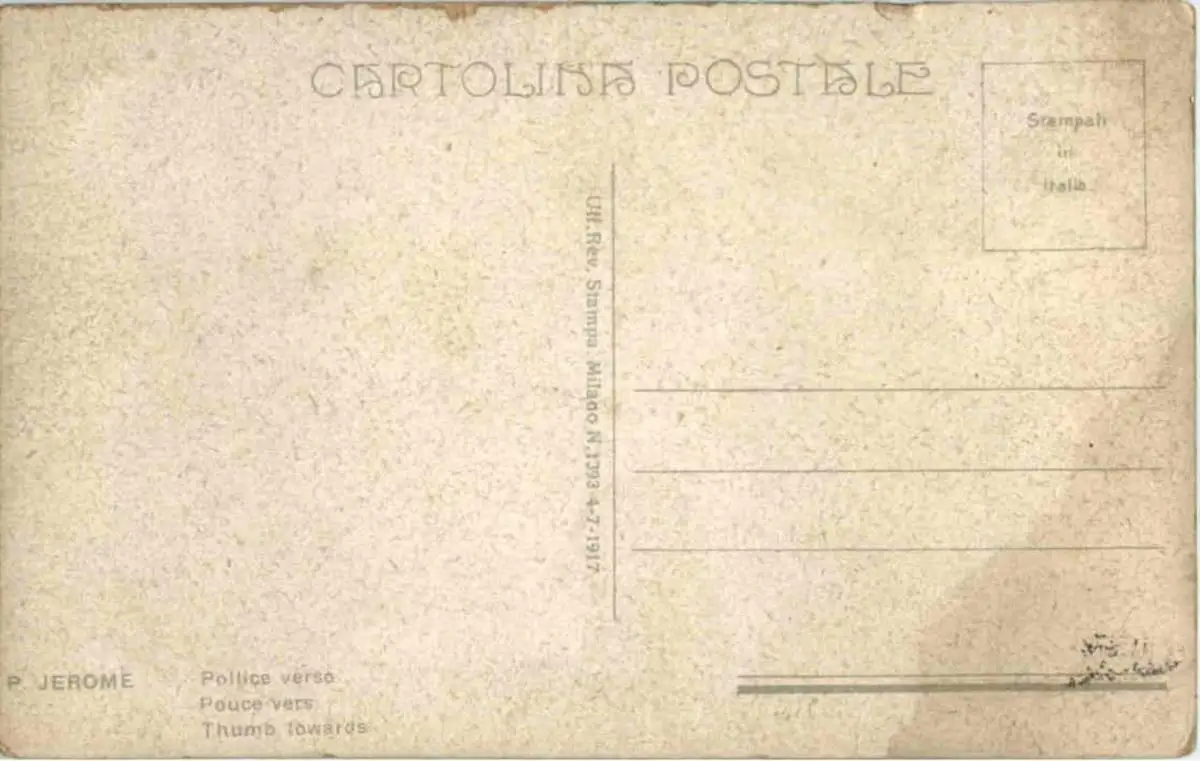 CARTOLINA POSTALE
Stampati
in
Italia.
Uff. Rev. Stampa. Milano N. 1393 4-7-1917
P. JEROME
Pollice verso
Pouce vers
Thumb towards